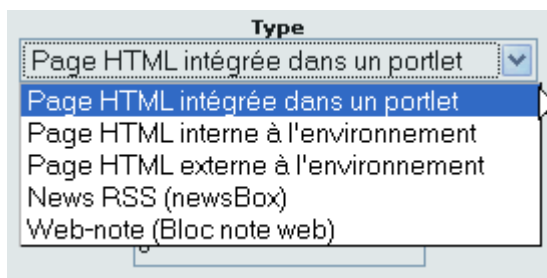 Type
Page HTML intégrée dans un portlet
Page HTML intégrée dans un portlet
Page HTML interne à l'environnement
Page HTML externe à l'environnement
News RSS (newsBox)
Web-note (Bloc note web)